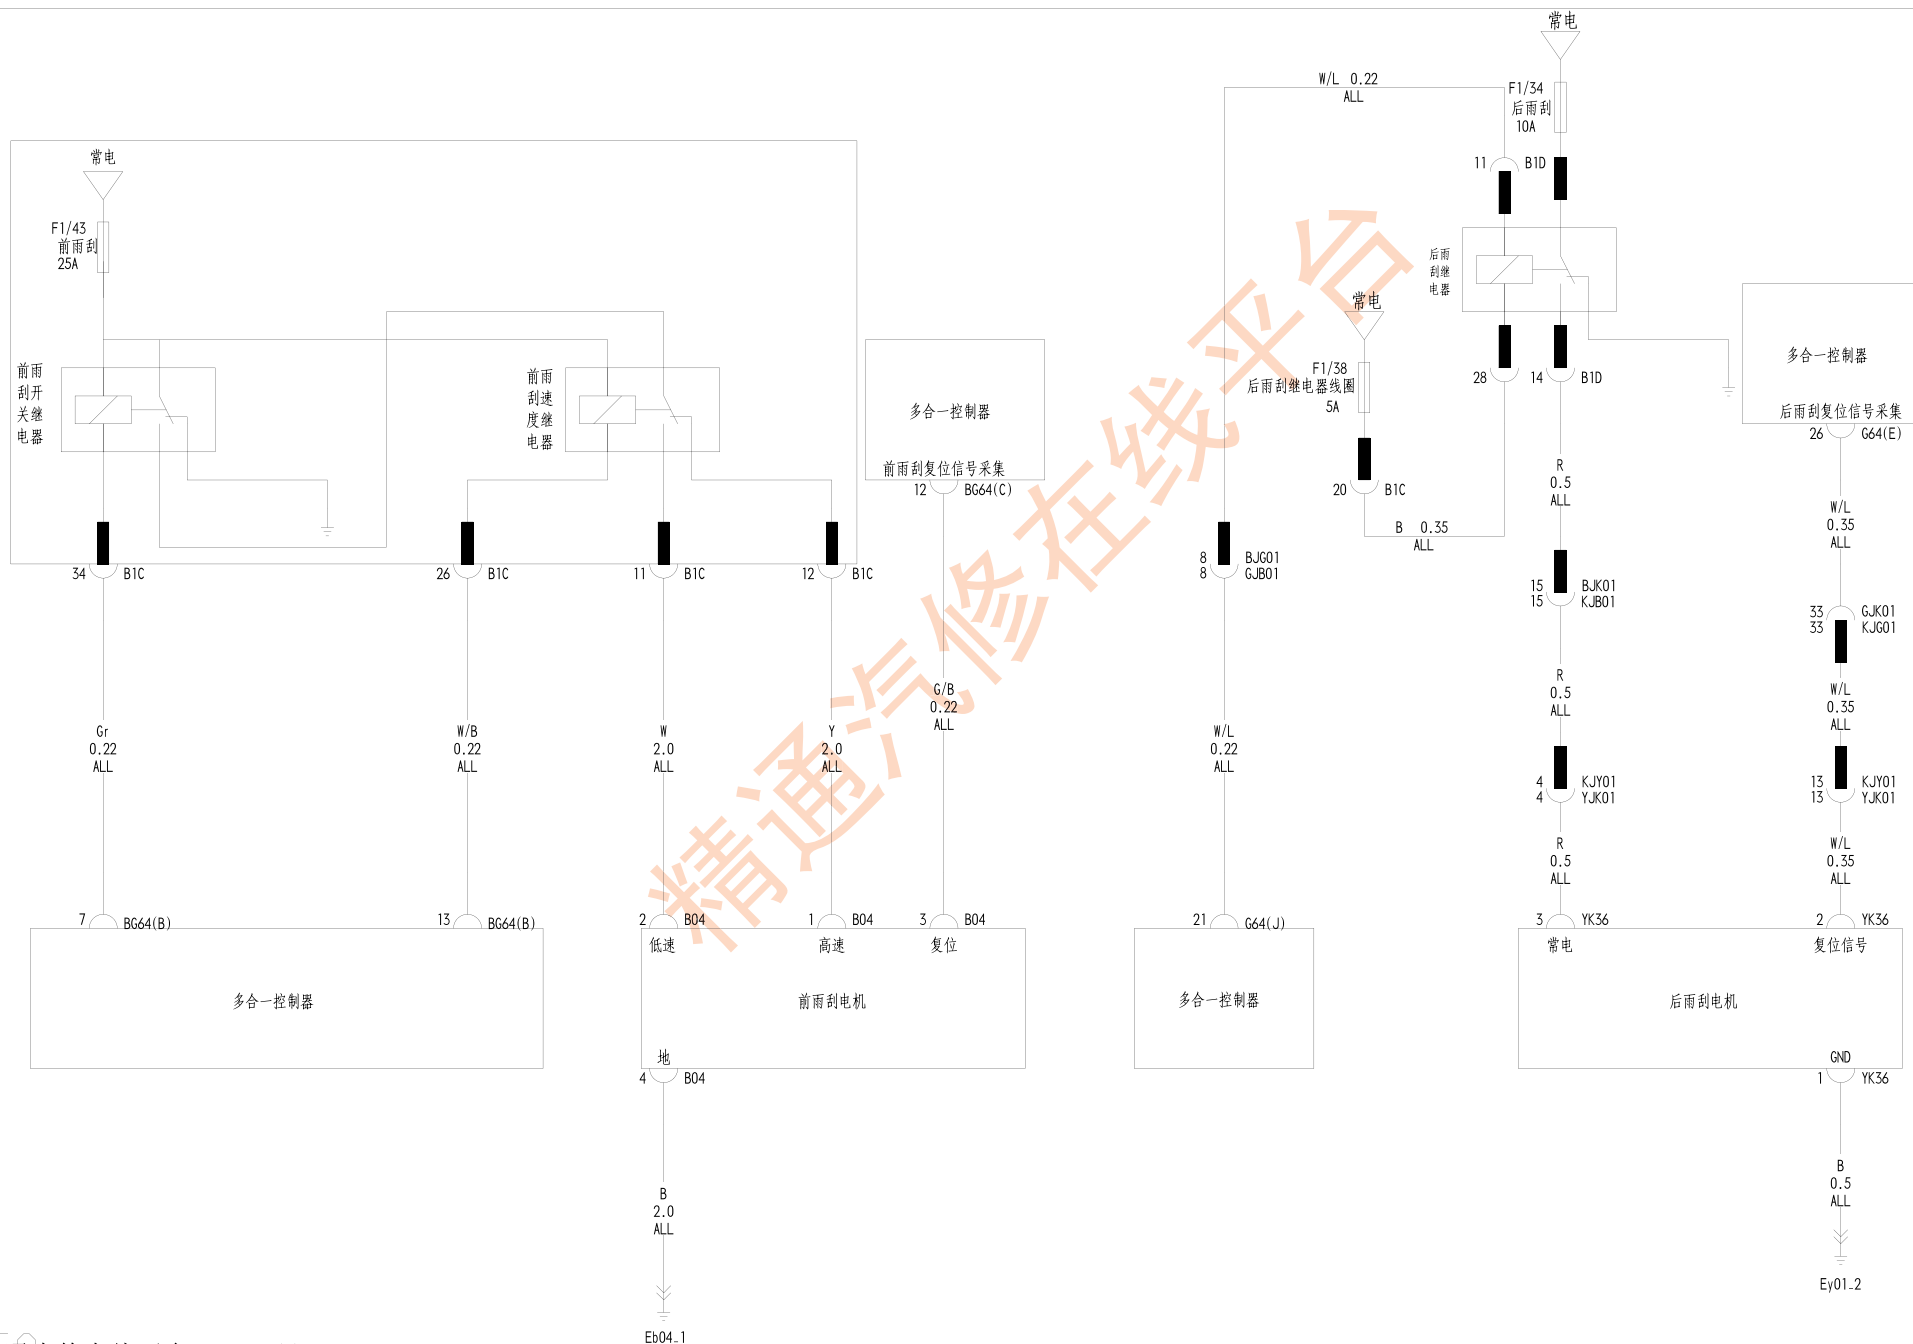 常电
F1/34
后雨刮
10A
W/L 0.22
ALL
11 B1D
常电
F1/43
前雨刮
25A
后雨
刮继
电器
常电
F1/38
后雨刮继电器线圈
5A
28 14 B1D
多合一控制器
后雨刮复位信号采集
26 G64(E)
前雨
刮开
关继
电器
前雨
刮速
度继
电器
多合一控制器
前雨刮复位信号采集
12 BG64(C)
20 B1C
B 0.35
ALL
R
0.5
ALL
W/L
0.35
ALL
34 B1C
26 B1C
11 B1C
12 B1C
8 BJG01
8 GJB01
15 BJK01
15 KJB01
33 GJK01
33 KJG01
Gr
0.22
ALL
W/B
0.22
ALL
W
2.0
ALL
Y
2.0
ALL
G/B
0.22
ALL
W/L
0.22
ALL
R
0.5
ALL
W/L
0.35
ALL
4 KJY01
4 YJK01
13 KJY01
13 YJK01
R
0.5
ALL
W/L
0.35
ALL
7 BG64(B)
13 BG64(B)
2 B04
1 B04
3 B04
21 G64(J)
3 YK36
2 YK36
低速
高速
复位
常电
复位信号
多合一控制器
前雨刮电机
多合一控制器
后雨刮电机
地
GND
4 B04
1 YK36
B
2.0
ALL
B
0.5
ALL
Eb04_1
Ey01_2
精通汽修在线平台